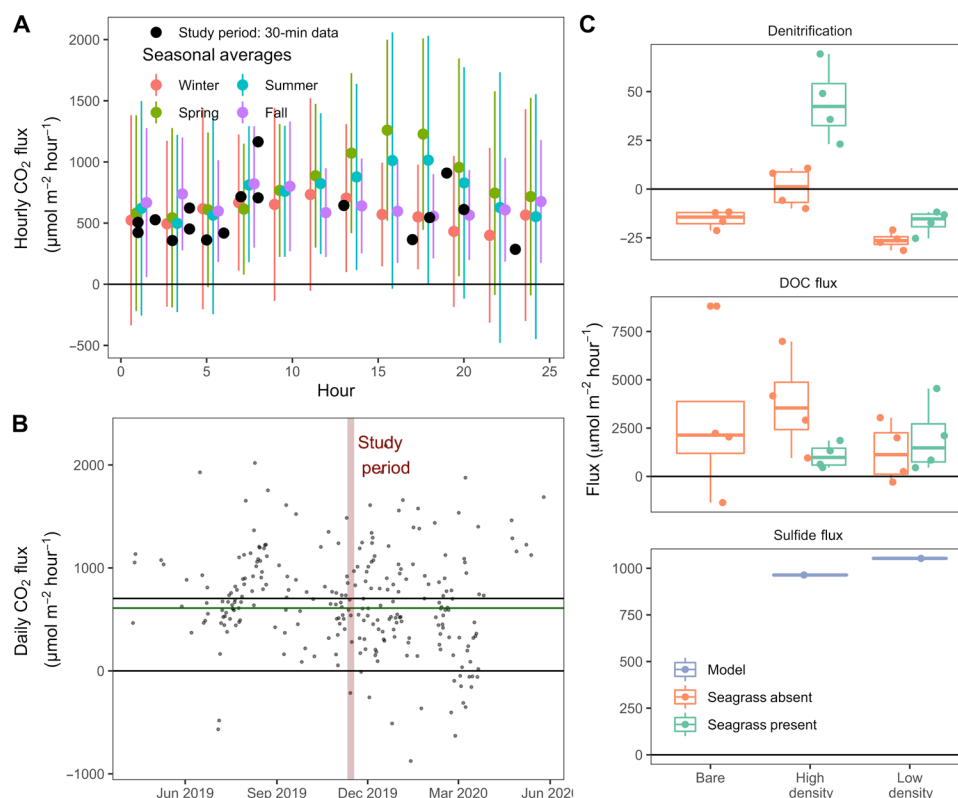 A
Study period: 30-min data
Seasonal averages
Winter
Summer
Spring
Fall
Hourly CO₂ flux
(µmol m⁻² hour⁻¹)
2000
1500
1000
500
0
−500
0
5
10
15
20
25
Hour
B
Study
period
Daily CO₂ flux
(µmol m⁻² hour⁻¹)
2000
1000
0
−1000
Jun 2019
Sep 2019
Dec 2019
Mar 2020
Jun 2020
C
Denitrification
50
25
0
−25
DOC flux
7500
5000
2500
0
Flux (µmol m⁻² hour⁻¹)
Sulfide flux
1000
750
500
250
0
Model
Seagrass absent
Seagrass present
Bare
High
density
Low
density